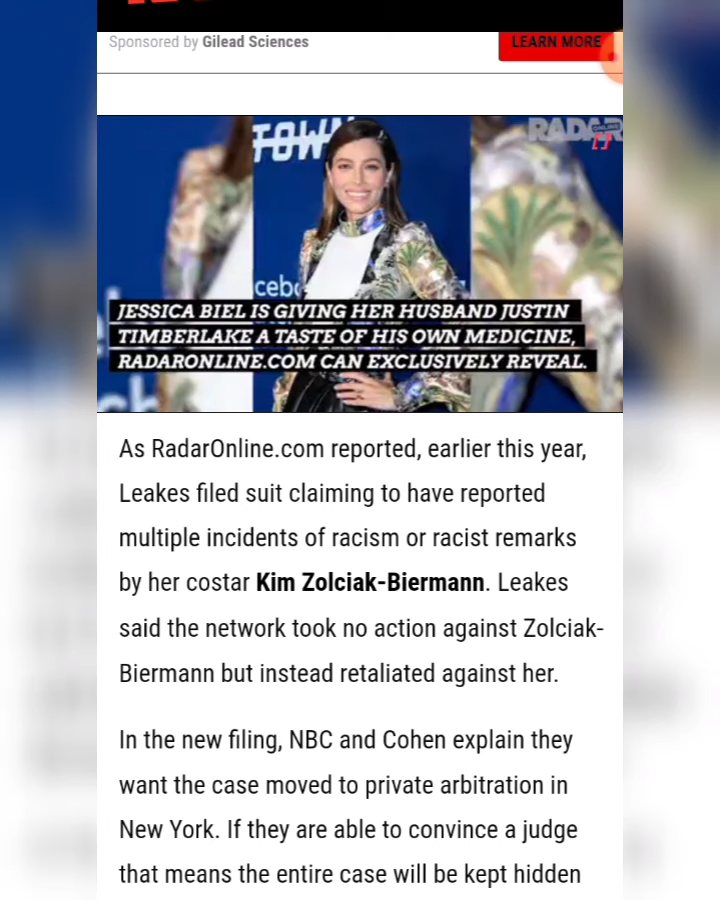 Sponsored by Gilead Sciences
LEARN MORE
TOWN
RADAR
ONLINE
cebo
JESSICA BIEL IS GIVING HER HUSBAND JUSTIN
TIMBERLAKE A TASTE OF HIS OWN MEDICINE,
RADARONLINE.COM CAN EXCLUSIVELY REVEAL.
As RadarOnline.com reported, earlier this year,
Leakes filed suit claiming to have reported
multiple incidents of racism or racist remarks
by her costar Kim Zolciak-Biermann. Leakes
said the network took no action against Zolciak-
Biermann but instead retaliated against her.
In the new filing, NBC and Cohen explain they
want the case moved to private arbitration in
New York. If they are able to convince a judge
that means the entire case will be kept hidden